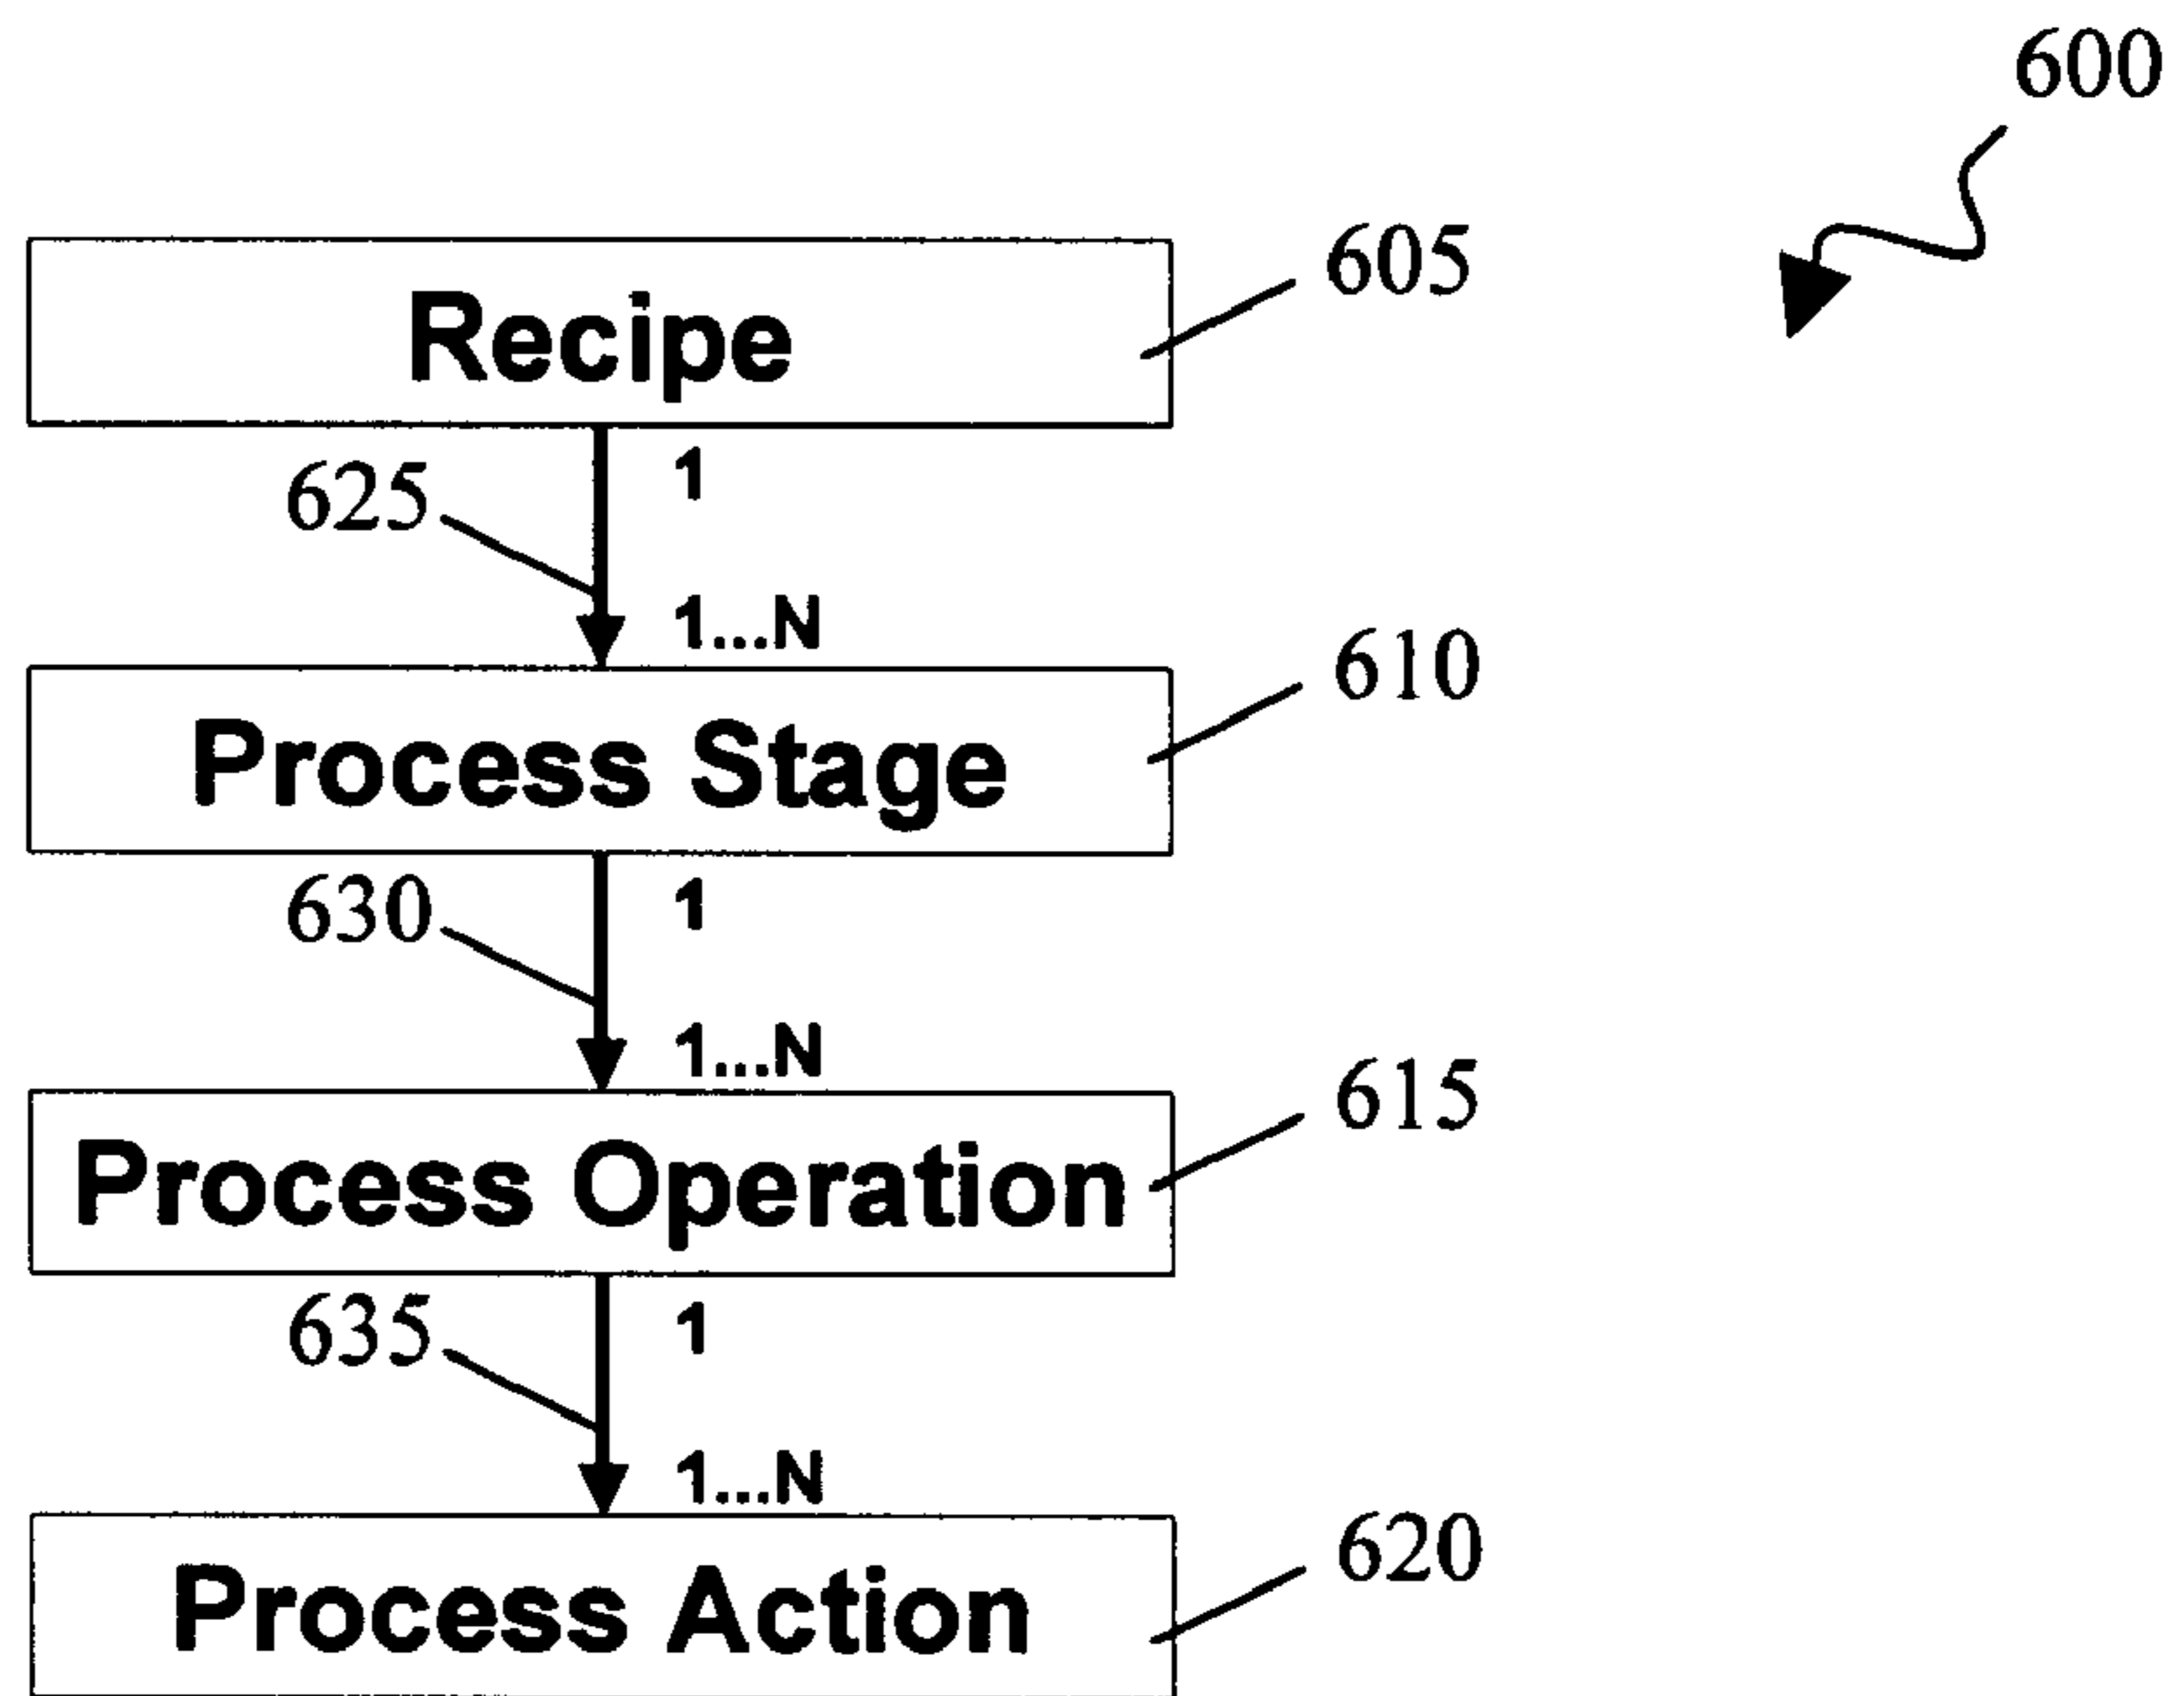 600
605
Recipe
1
625
1...N
610
Process Stage
1
630
1...N
615
Process Operation
1
635
1...N
620
Process Action